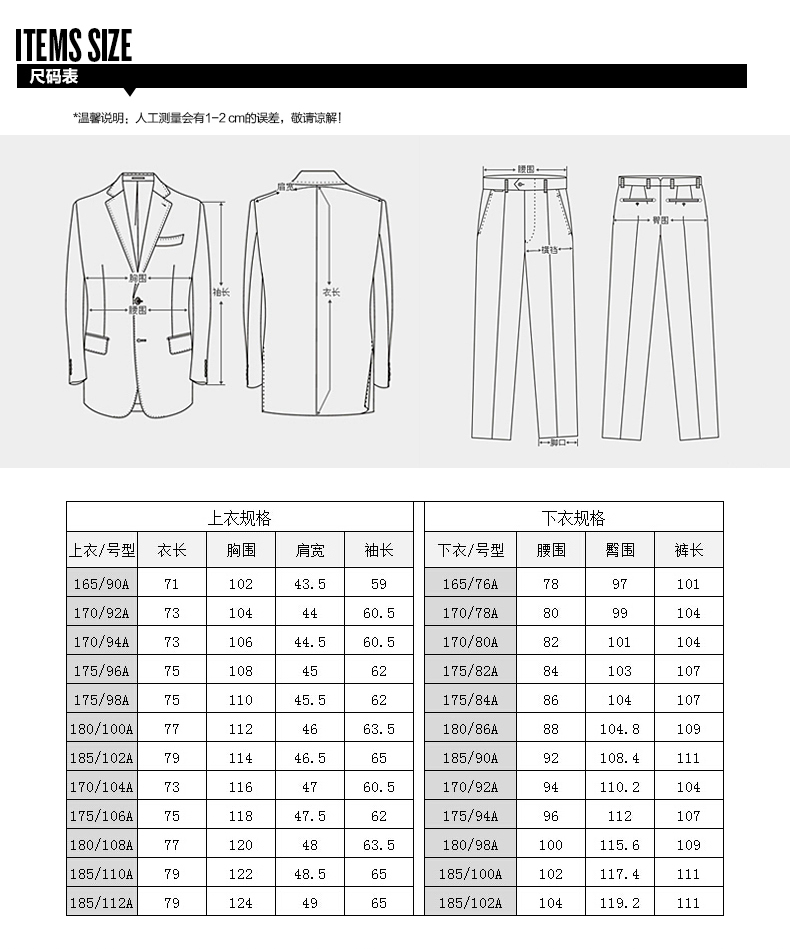 ITEMS SIZE
尺码表
*温馨说明：人工测量会有1-2 cm的误差，敬请谅解！
肩宽
胸围
腰围
袖长
衣长
腰围
横裆
脚口
臀围
上衣规格 下衣规格
上衣/号型 衣长 胸围 肩宽 袖长 下衣/号型 腰围 臀围 裤长
165/90A 71 102 43.5 59 165/76A 78 97 101
170/92A 73 104 44 60.5 170/78A 80 99 104
170/94A 73 106 44.5 60.5 170/80A 82 101 104
175/96A 75 108 45 62 175/82A 84 103 107
175/98A 75 110 45.5 62 175/84A 86 104 107
180/100A 77 112 46 63.5 180/86A 88 104.8 109
185/102A 79 114 46.5 65 185/90A 92 108.4 111
170/104A 73 116 47 60.5 170/92A 94 110.2 104
175/106A 75 118 47.5 62 175/94A 96 112 107
180/108A 77 120 48 63.5 180/98A 100 115.6 109
185/110A 79 122 48.5 65 185/100A 102 117.4 111
185/112A 79 124 49 65 185/102A 104 119.2 111